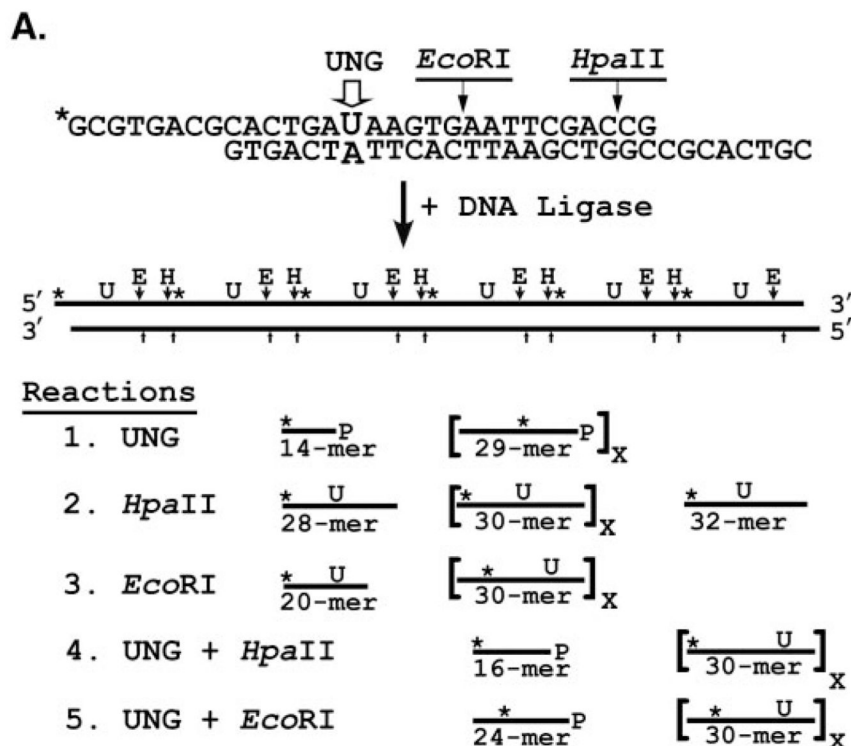 A.
UNG EcoRI HpaII
*GCGTGACGCACTGAUAAGTGAATTCGACCG
GTGACTATTCACTTAAGCTGGCCGCACTGC
+ DNA Ligase
U E H U E H U E H U E H U E H U E
5′ * * * * * * 3′
3′ 5′
Reactions
1. UNG * P [ * P ]X
14-mer 29-mer
2. HpaII * U [ * U ]X * U
28-mer 30-mer 32-mer
3. EcoRI * U [ * U ]X
20-mer 30-mer
4. UNG + HpaII * P [ * U ]X
16-mer 30-mer
5. UNG + EcoRI * P [ * U ]X
24-mer 30-mer